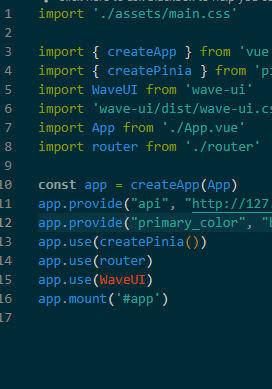 1 import './assets/main.css'
2
3 import { createApp } from 'vue
4 import { createPinia } from 'pi
5 import WaveUI from 'wave-ui'
6 import 'wave-ui/dist/wave-ui.cs
7 import App from './App.vue'
8 import router from './router'
9
10 const app = createApp(App)
11 app.provide("api", "http://127.
12 app.provide("primary_color", "
13 app.use(createPinia())
14 app.use(router)
15 app.use(WaveUI)
16 app.mount('#app')
17